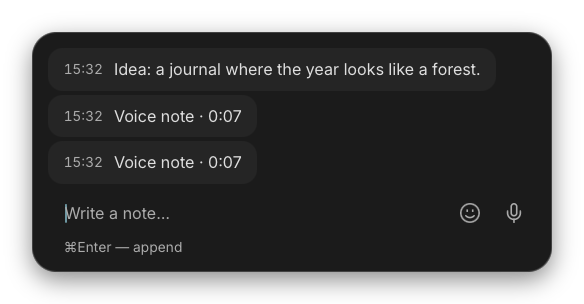 15:32 Idea: a journal where the year looks like a forest.
15:32 Voice note · 0:07
15:32 Voice note · 0:07
Write a note...
⌘Enter — append